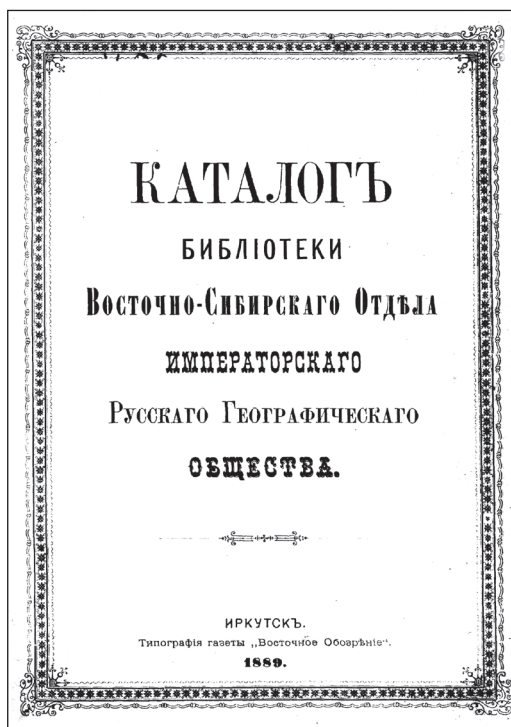 КАТАЛОГЪ
БИБЛІОТЕКИ
ВОСТОЧНО-СИБИРСКАГО ОТДѢЛА
ИМПЕРАТОРСКАГО
РУССКАГО ГЕОГРАФИЧЕСКАГО
ОБЩЕСТВА.
ИРКУТСКЪ.
Типографія газеты „Восточное Обозрѣніе“.
1889.